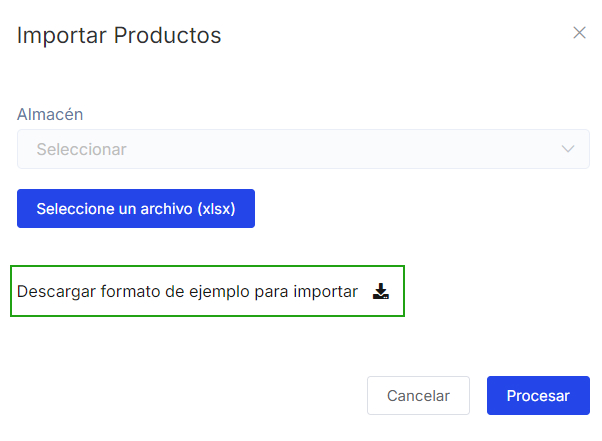 Importar Productos
Almacén
Seleccionar
Seleccione un archivo (xlsx)
Descargar formato de ejemplo para importar
Cancelar
Procesar